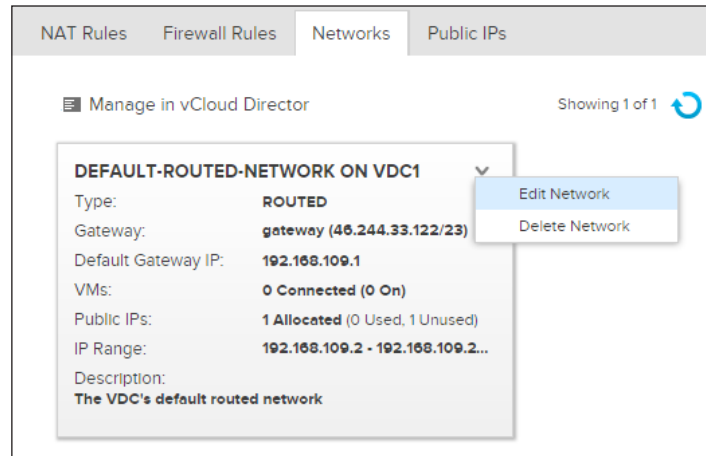 NAT Rules Firewall Rules Networks Public IPs
Manage in vCloud Director Showing 1 of 1
DEFAULT-ROUTED-NETWORK ON VDC1
Edit Network
Type: ROUTED
Gateway: gateway (46.244.33.122/23)
Delete Network
Default Gateway IP: 192.168.109.1
VMs: 0 Connected (0 On)
Public IPs: 1 Allocated (0 Used, 1 Unused)
IP Range: 192.168.109.2 - 192.168.109.2...
Description:
The VDC's default routed network